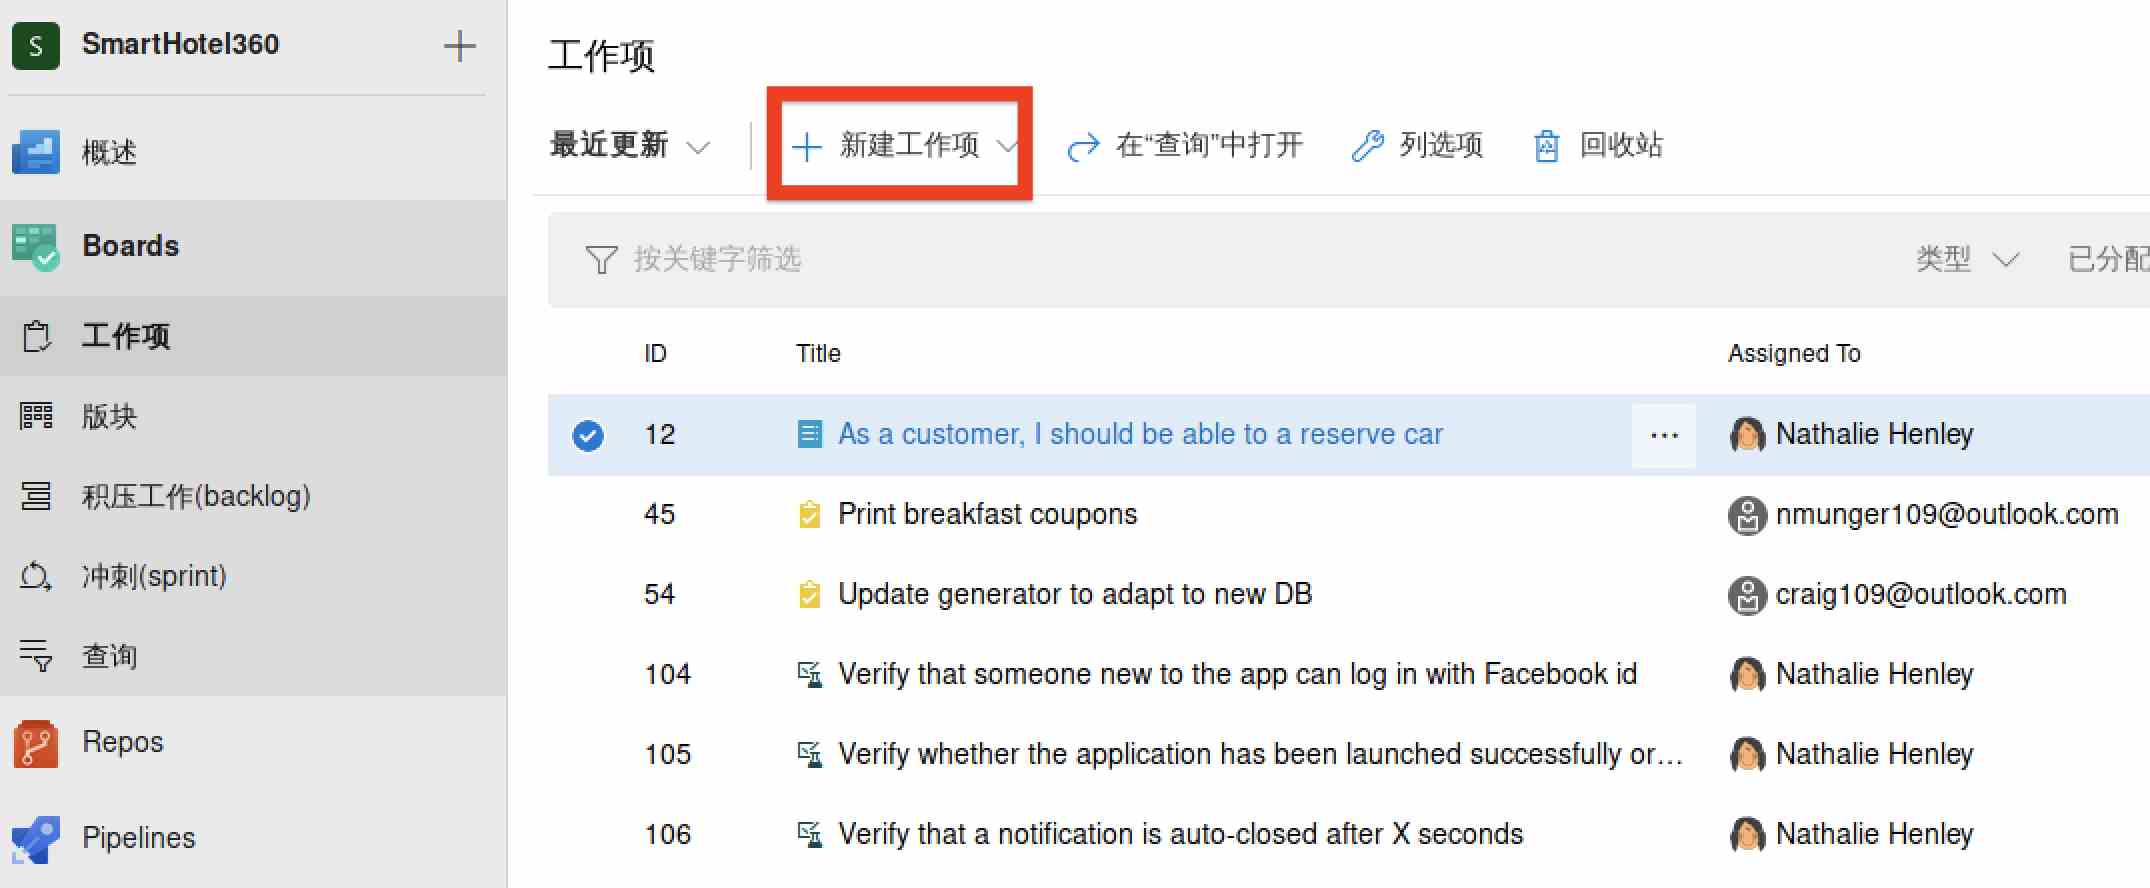 S SmartHotel360
概述
Boards
工作项
版块
积压工作(backlog)
冲刺(sprint)
查询
Repos
Pipelines
工作项
最近更新 新建工作项 在“查询”中打开 列选项 回收站
按关键字筛选 类型 已分配
ID Title Assigned To
12 As a customer, I should be able to a reserve car ... Nathalie Henley
45 Print breakfast coupons nmunger109@outlook.com
54 Update generator to adapt to new DB craig109@outlook.com
104 Verify that someone new to the app can log in with Facebook id Nathalie Henley
105 Verify whether the application has been launched successfully or... Nathalie Henley
106 Verify that a notification is auto-closed after X seconds Nathalie Henley